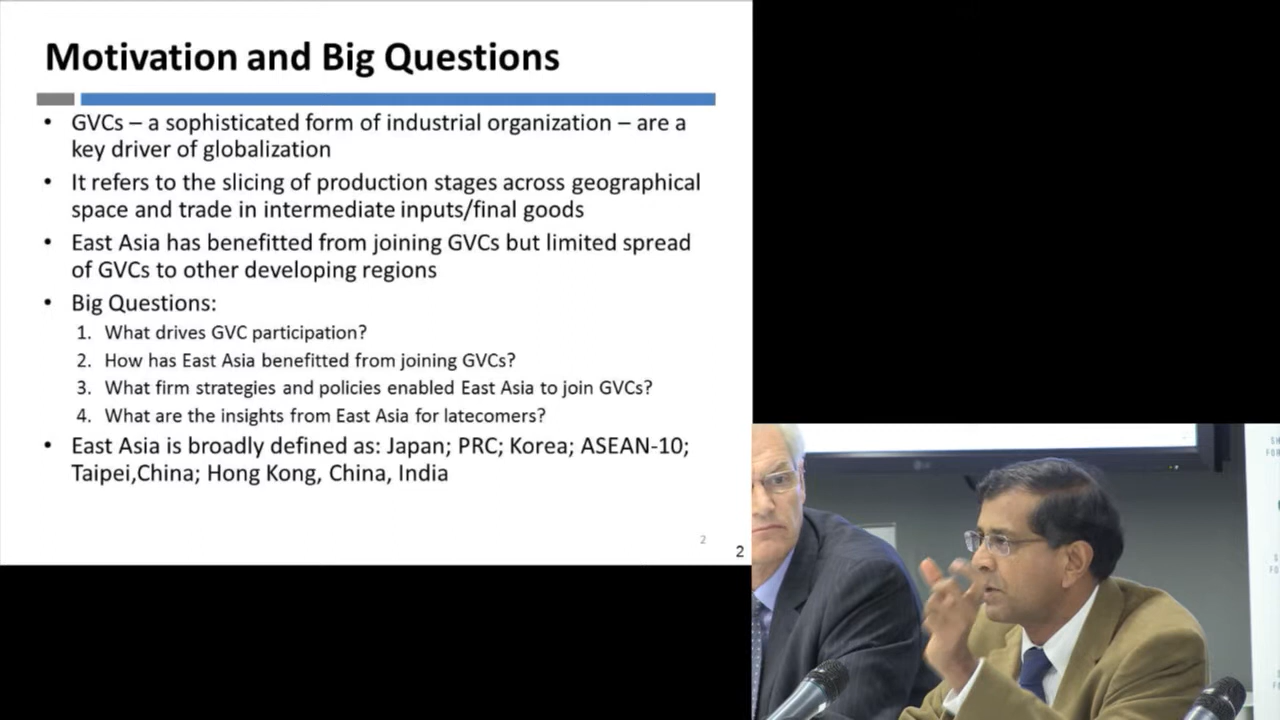 Motivation and Big Questions
• GVCs – a sophisticated form of industrial organization – are a
key driver of globalization
• It refers to the slicing of production stages across geographical
space and trade in intermediate inputs/final goods
• East Asia has benefitted from joining GVCs but limited spread
of GVCs to other developing regions
• Big Questions:
1. What drives GVC participation?
2. How has East Asia benefitted from joining GVCs?
3. What firm strategies and policies enabled East Asia to join GVCs?
4. What are the insights from East Asia for latecomers?
• East Asia is broadly defined as: Japan; PRC; Korea; ASEAN-10;
Taipei,China; Hong Kong, China, India
2
2